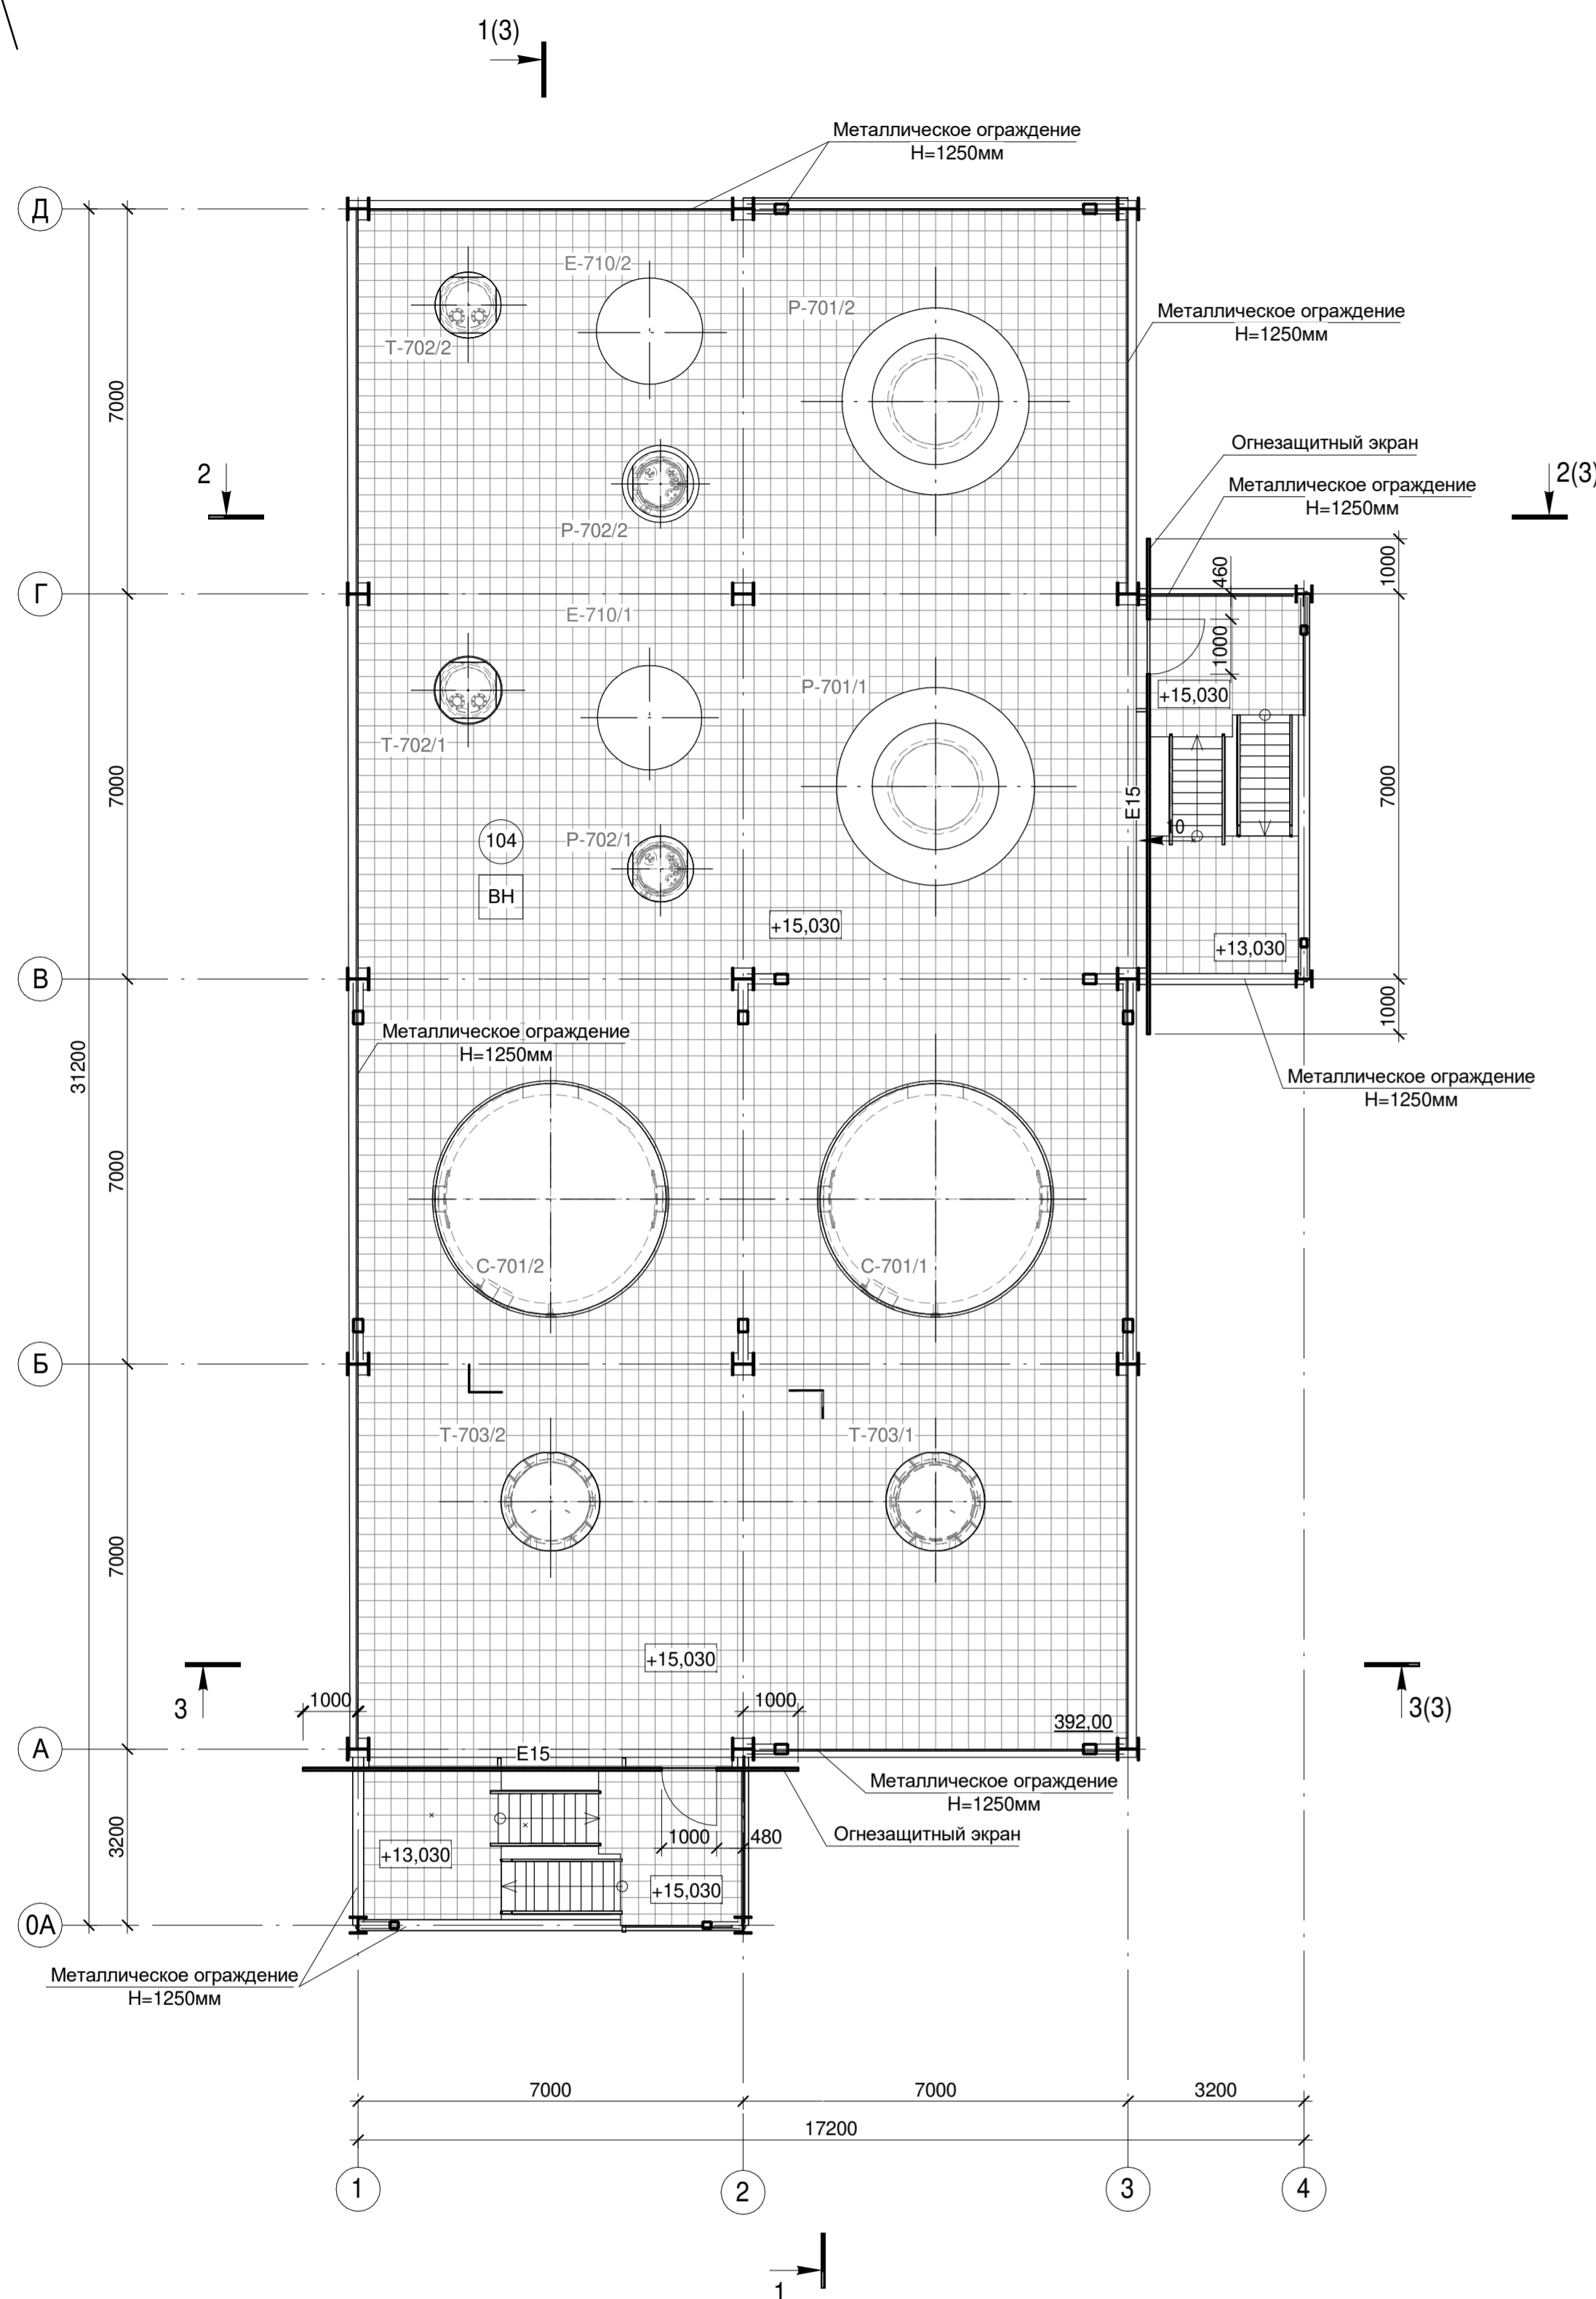 1(3)
Металлическое ограждение
Н=1250мм
Д
Е-710/2
Р-701/2
Металлическое ограждение
Н=1250мм
Т-702/2
7000
Огнезащитный экран
2
2(3)
Металлическое ограждение
Н=1250мм
Р-702/2
460
1000
Г
Е-710/1
1000
Р-701/1
+15,030
Т-702/1
7000
7000
Е15
10
104
Р-702/1
ВН
+15,030
+13,030
В
1000
Металлическое ограждение
Н=1250мм
31200
Металлическое ограждение
Н=1250мм
7000
С-701/2
С-701/1
Б
Т-703/2
Т-703/1
7000
+15,030
3
1000
1000
3(3)
392,00
А
Е15
Металлическое ограждение
Н=1250мм
3200
1000
480
Огнезащитный экран
+13,030
+15,030
0А
Металлическое ограждение
Н=1250мм
7000
7000
3200
17200
1
2
3
4
1